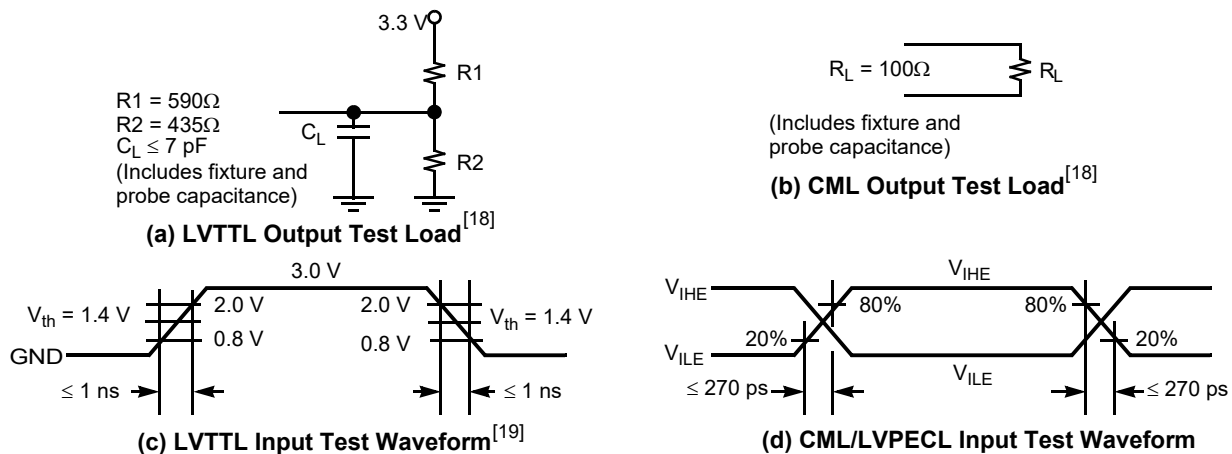 3.3 V
R1
R1 = 590Ω
R2 = 435Ω
C_L ≤ 7 pF
(Includes fixture and
probe capacitance)
C_L
R2
(a) LVTTL Output Test Load[18]
R_L = 100Ω
R_L
(Includes fixture and
probe capacitance)
(b) CML Output Test Load[18]
3.0 V
V_th = 1.4 V
2.0 V
0.8 V
2.0 V
0.8 V
V_th = 1.4 V
GND
≤ 1 ns
≤ 1 ns
(c) LVTTL Input Test Waveform[19]
V_IHE
V_IHE
80%
80%
20%
20%
V_ILE
V_ILE
≤ 270 ps
≤ 270 ps
(d) CML/LVPECL Input Test Waveform